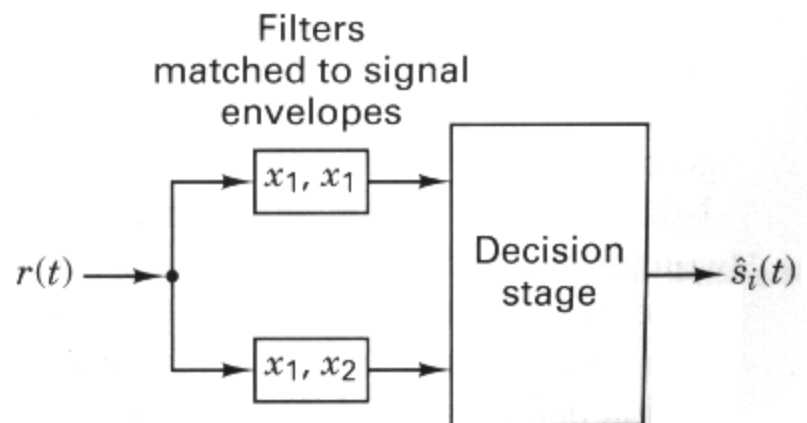 Filters
matched to signal
envelopes
x₁, x₁
Decision
stage
r(t)
ŝᵢ(t)
x₁, x₂